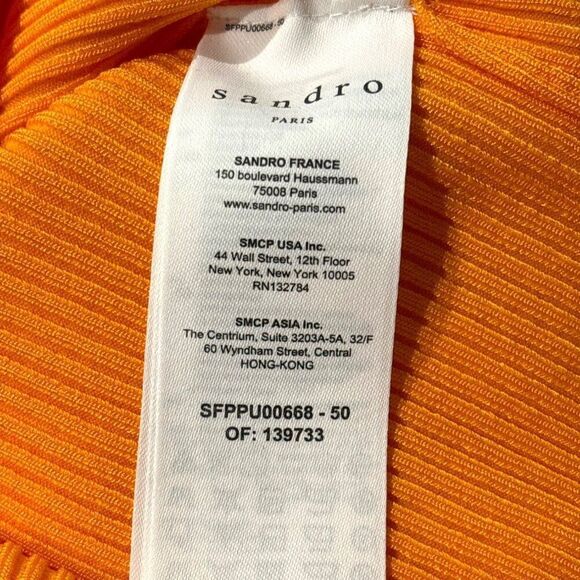 SFPPU00668 - 50
sandro
PARIS
SANDRO FRANCE
150 boulevard Haussmann
75008 Paris
www.sandro-paris.com
SMCP USA Inc.
44 Wall Street, 12th Floor
New York, New York 10005
RN132784
SMCP ASIA Inc.
The Centrium, Suite 3203A-5A, 32/F
60 Wyndham Street, Central
HONG-KONG
SFPPU00668 - 50
OF: 139733